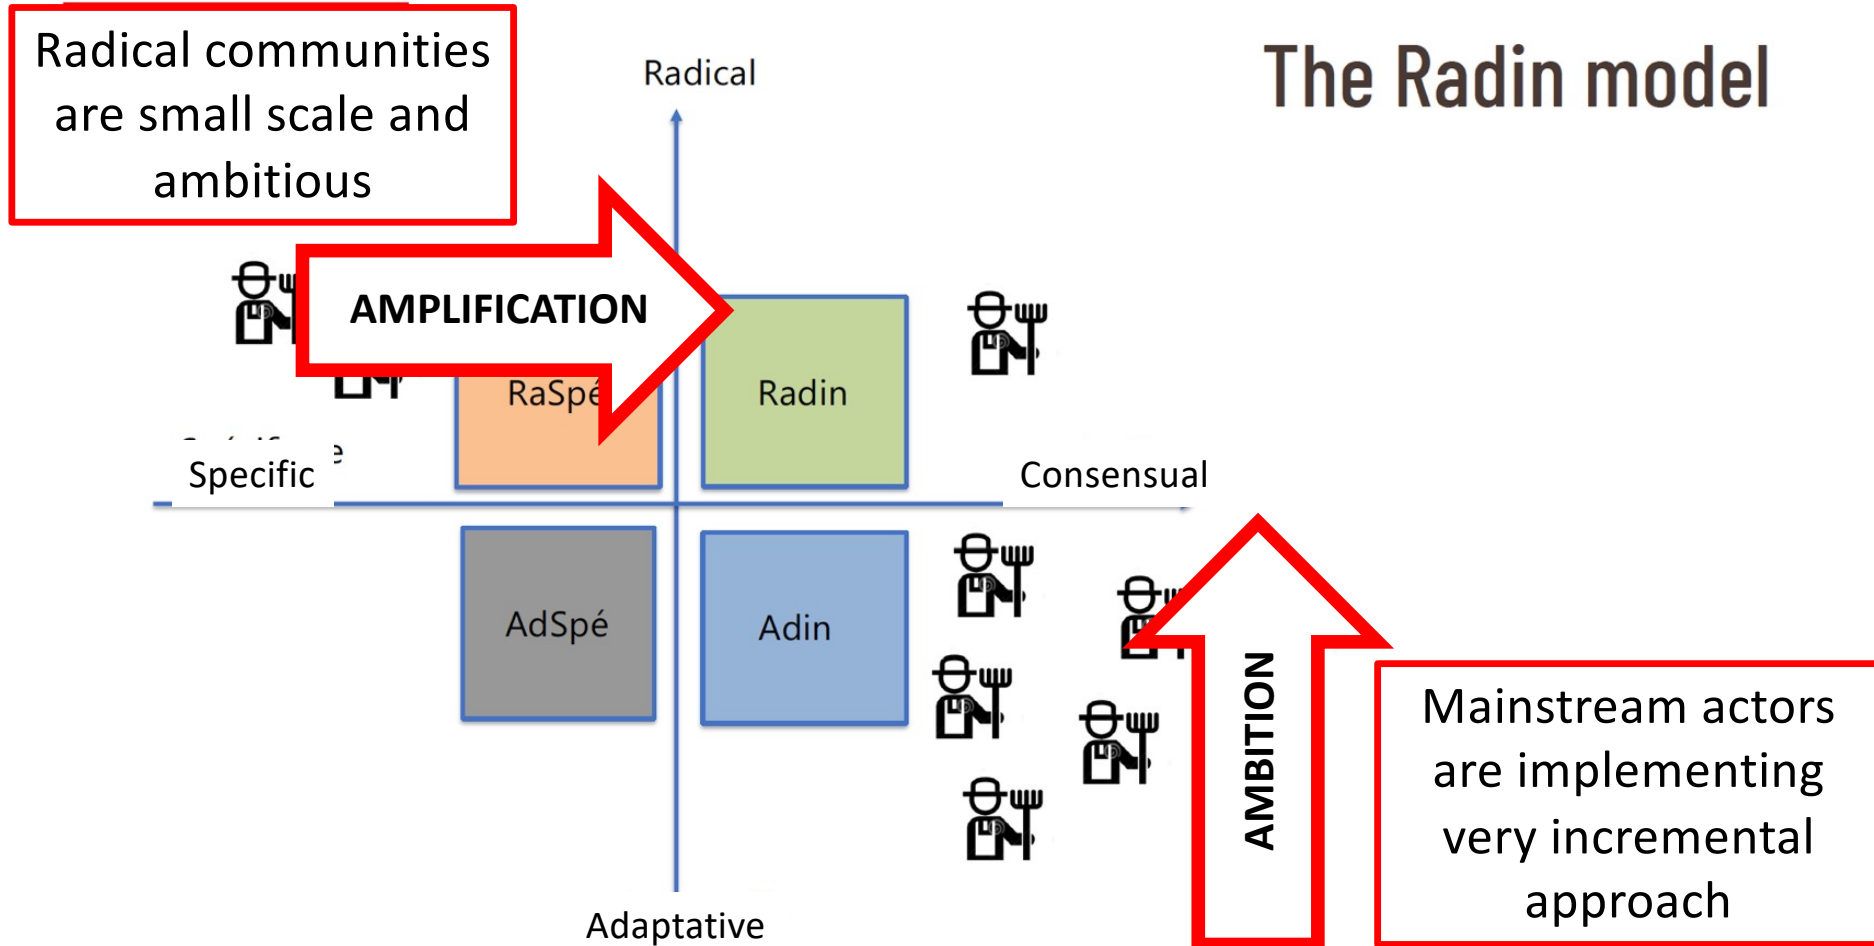 Radical communities
are small scale and
ambitious
Radical
The Radin model
AMPLIFICATION
RaSpé
Radin
Specific
Consensual
AdSpé
Adin
AMBITION
Mainstream actors
are implementing
very incremental
approach
Adaptative